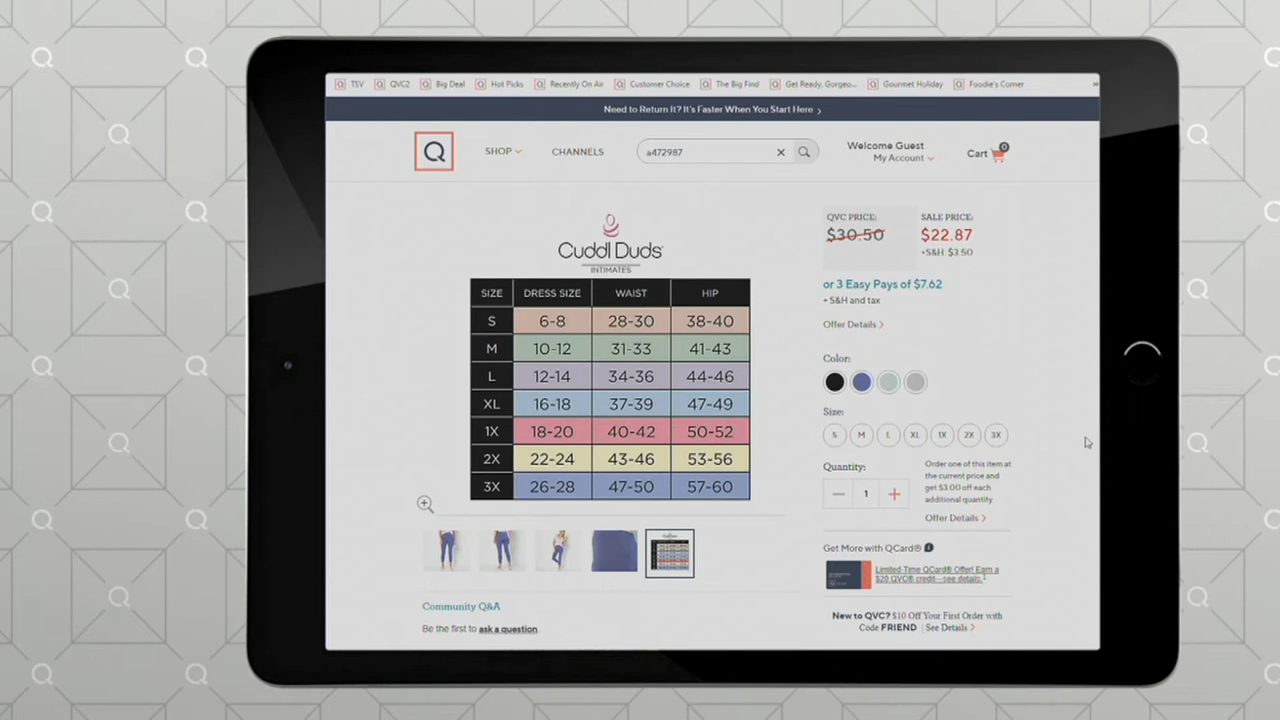 TSV QVC2 Big Deal Hot Picks Recently On Air Customer Choice The Big Find Get Ready, Gorgeo... Gourmet Holiday Foodie's Corner »
Need to Return It? It's Faster When You Start Here >
Q SHOP CHANNELS a472987 Welcome Guest
My Account Cart 0
QVC PRICE: SALE PRICE:
$30.50 $22.87
+S&H: $3.50
or 3 Easy Pays of $7.62
+ S&H and tax
Offer Details >
Cuddl Duds
INTIMATES
SIZE DRESS SIZE WAIST HIP
S 6-8 28-30 38-40
M 10-12 31-33 41-43
L 12-14 34-36 44-46
XL 16-18 37-39 47-49
1X 18-20 40-42 50-52
2X 22-24 43-46 53-56
3X 26-28 47-50 57-60
Color:
Size:
S M L XL 1X 2X 3X
Quantity:
1
Order one of this item at
the current price and
get $3.00 off each
additional quantity
Offer Details >
Get More with QCard®
Limited-Time QCard® Offer! Earn a
$20 QVC® credit—see details.
New to QVC? $10 Off Your First Order with
Code FRIEND | See Details >
Community Q&A
Be the first to ask a question